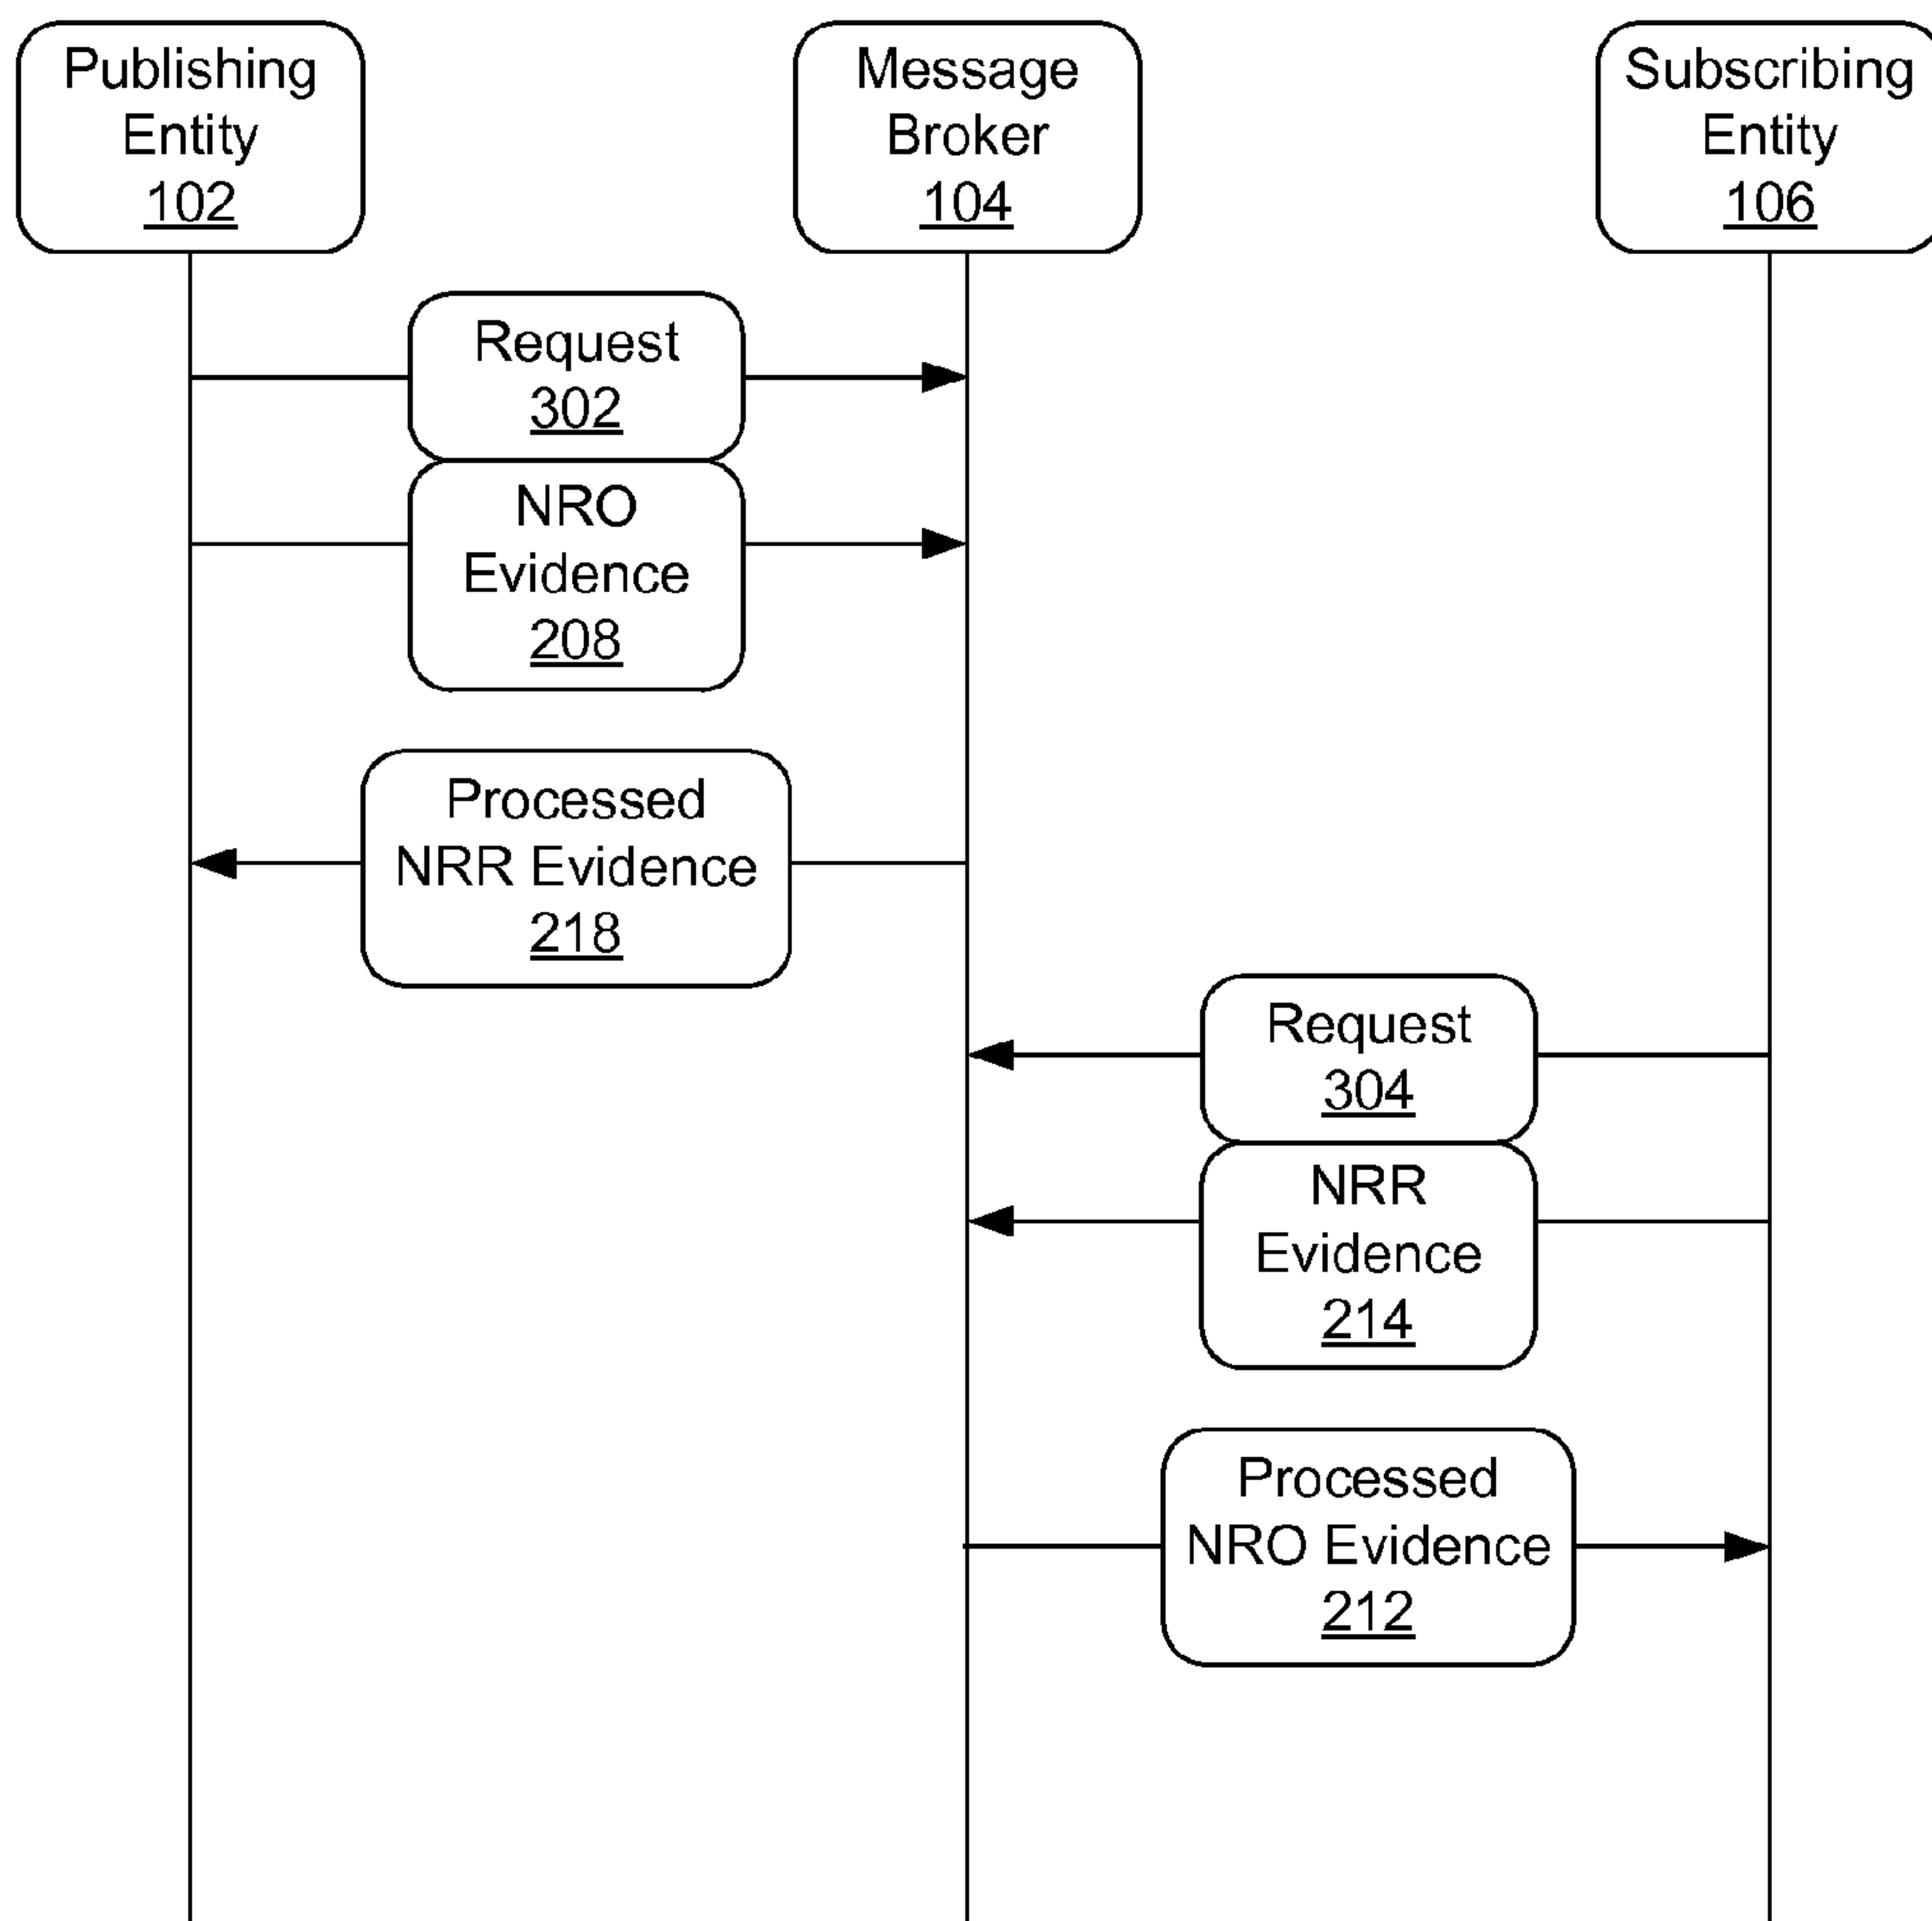 Publishing
Entity
102
Message
Broker
104
Subscribing
Entity
106
Request
302
NRO
Evidence
208
Processed
NRR Evidence
218
Request
304
NRR
Evidence
214
Processed
NRO Evidence
212